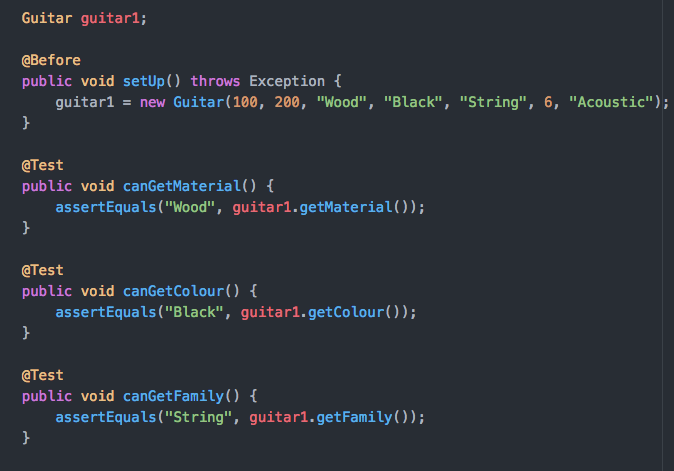 Guitar guitar1;
@Before
public void setUp() throws Exception {
guitar1 = new Guitar(100, 200, "Wood", "Black", "String", 6, "Acoustic");
}
@Test
public void canGetMaterial() {
assertEquals("Wood", guitar1.getMaterial());
}
@Test
public void canGetColour() {
assertEquals("Black", guitar1.getColour());
}
@Test
public void canGetFamily() {
assertEquals("String", guitar1.getFamily());
}